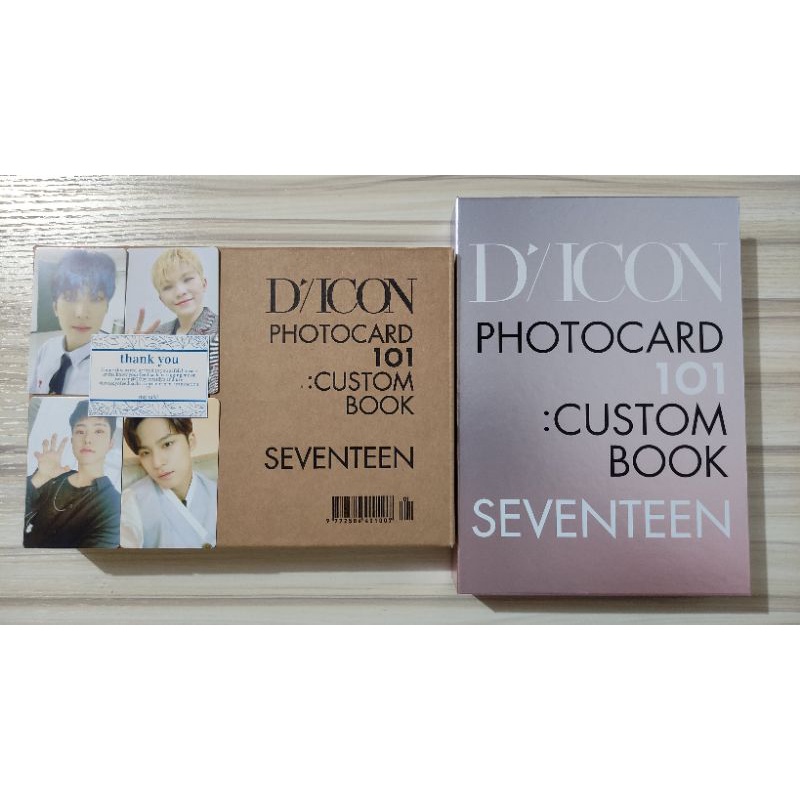 D'/ICON
PHOTOCARD
101
:CUSTOM
BOOK
SEVENTEEN
thank you
D'/ICON
PHOTOCARD
101
:CUSTOM
BOOK
SEVENTEEN